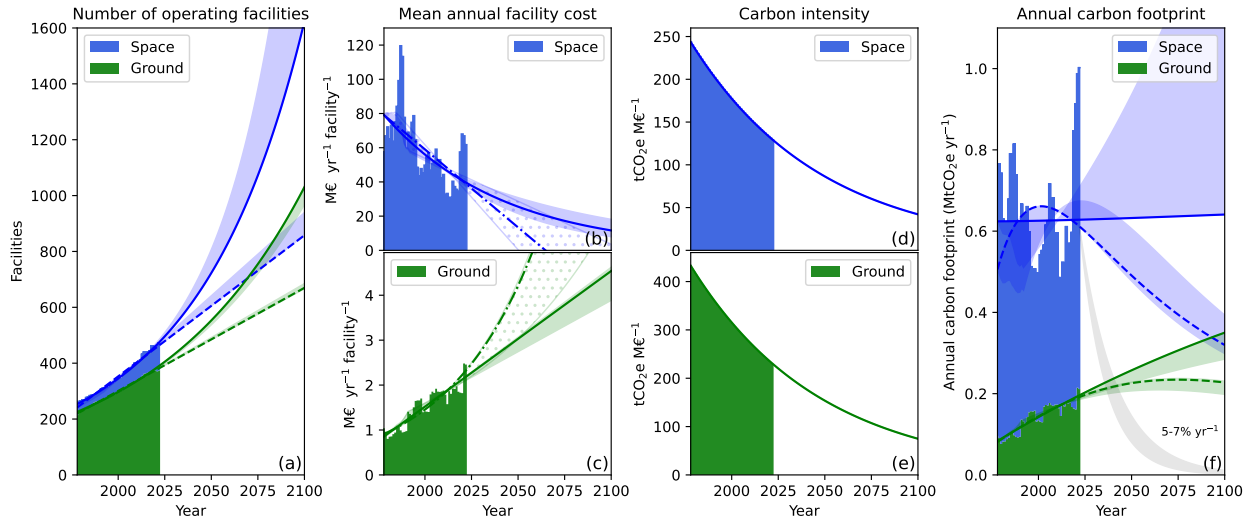 Number of operating facilities
Space
Ground
Facilities
0
200
400
600
800
1000
1200
1400
1600
2000
2025
2050
2075
2100
Year
(a)
Mean annual facility cost
Space
M€ yr⁻¹ facility⁻¹
0
20
40
60
80
100
120
(b)
Ground
M€ yr⁻¹ facility⁻¹
0
1
2
3
4
2000
2025
2050
2075
2100
Year
(c)
Carbon intensity
Space
tCO₂e M€⁻¹
0
50
100
150
200
250
(d)
Ground
tCO₂e M€⁻¹
0
100
200
300
400
2000
2025
2050
2075
2100
Year
(e)
Annual carbon footprint
Space
Ground
Annual carbon footprint (MtCO₂e yr⁻¹)
0.0
0.2
0.4
0.6
0.8
1.0
5-7% yr⁻¹
2000
2025
2050
2075
2100
Year
(f)